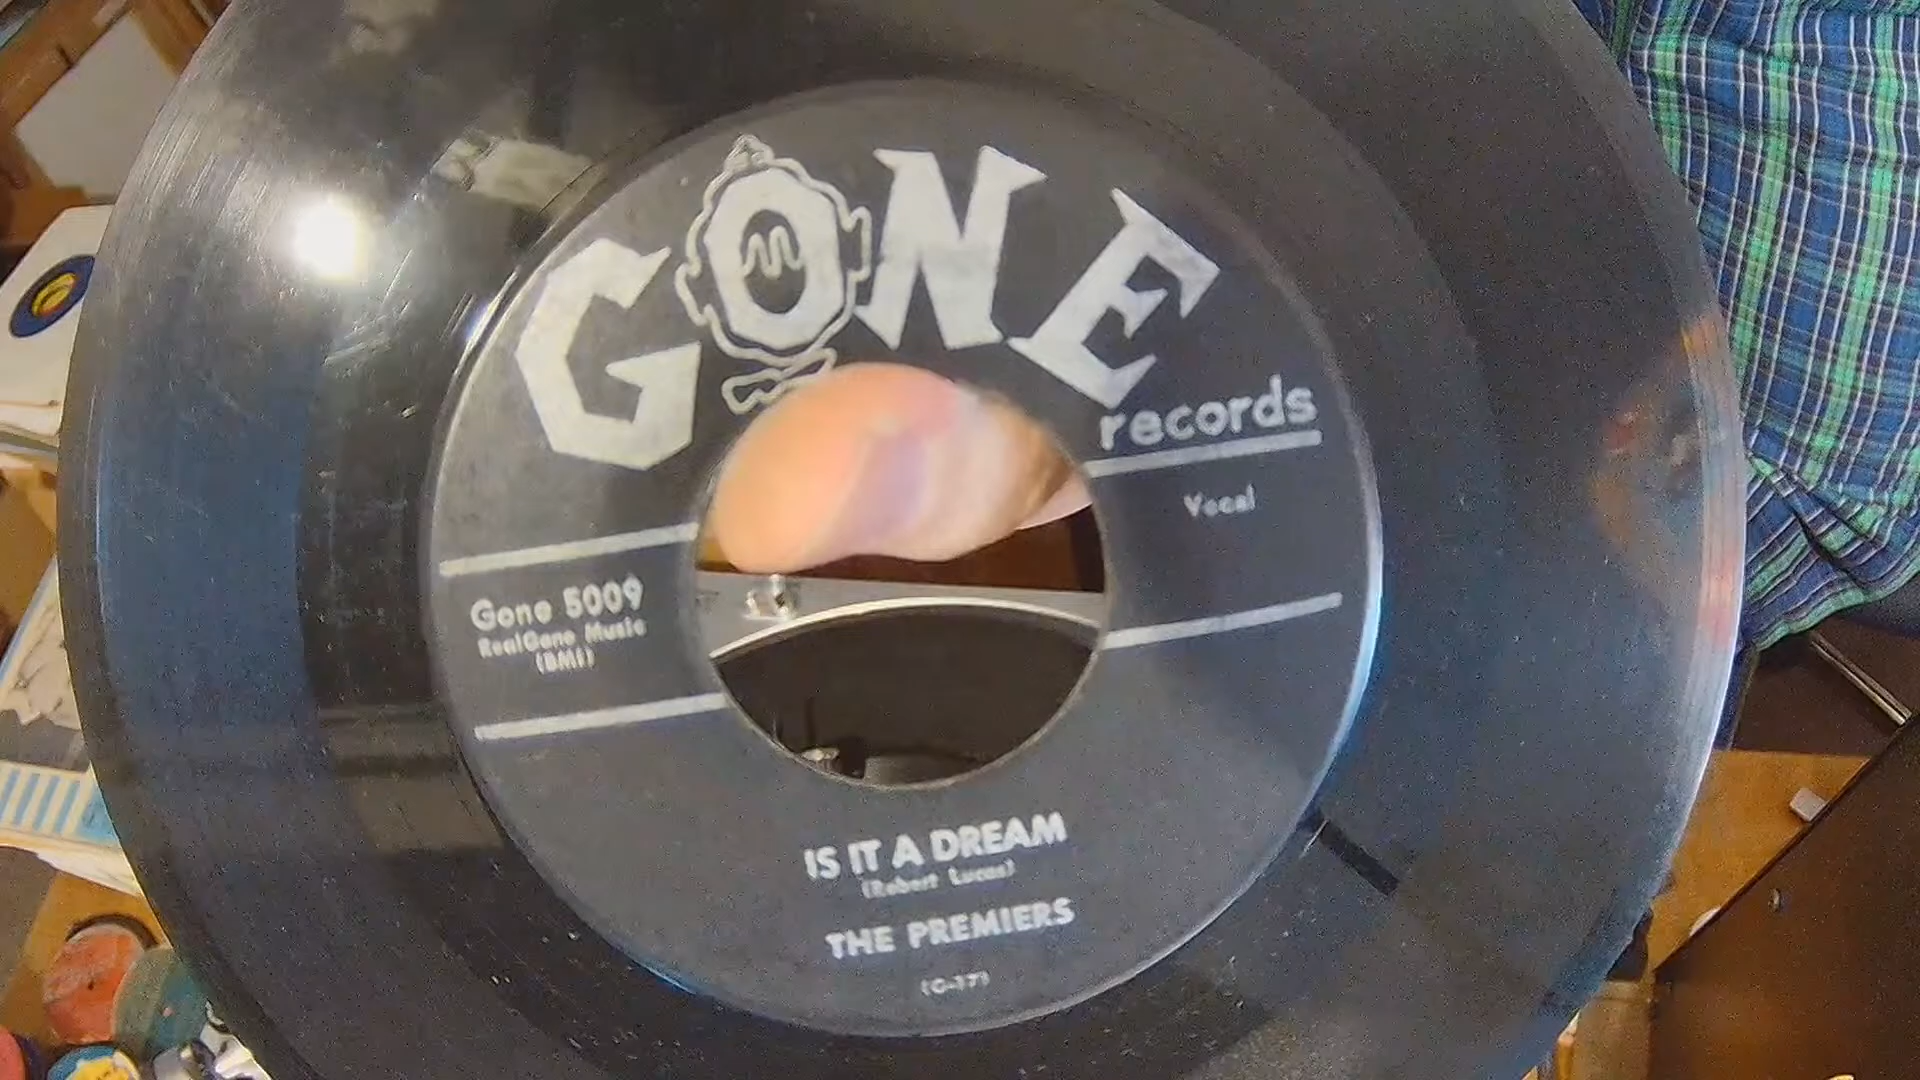 GONE
records
Vocal
Gone 5009
RealGone Music
(BMI)
IS IT A DREAM
(Robert Lucas)
THE PREMIERS
(G-17)